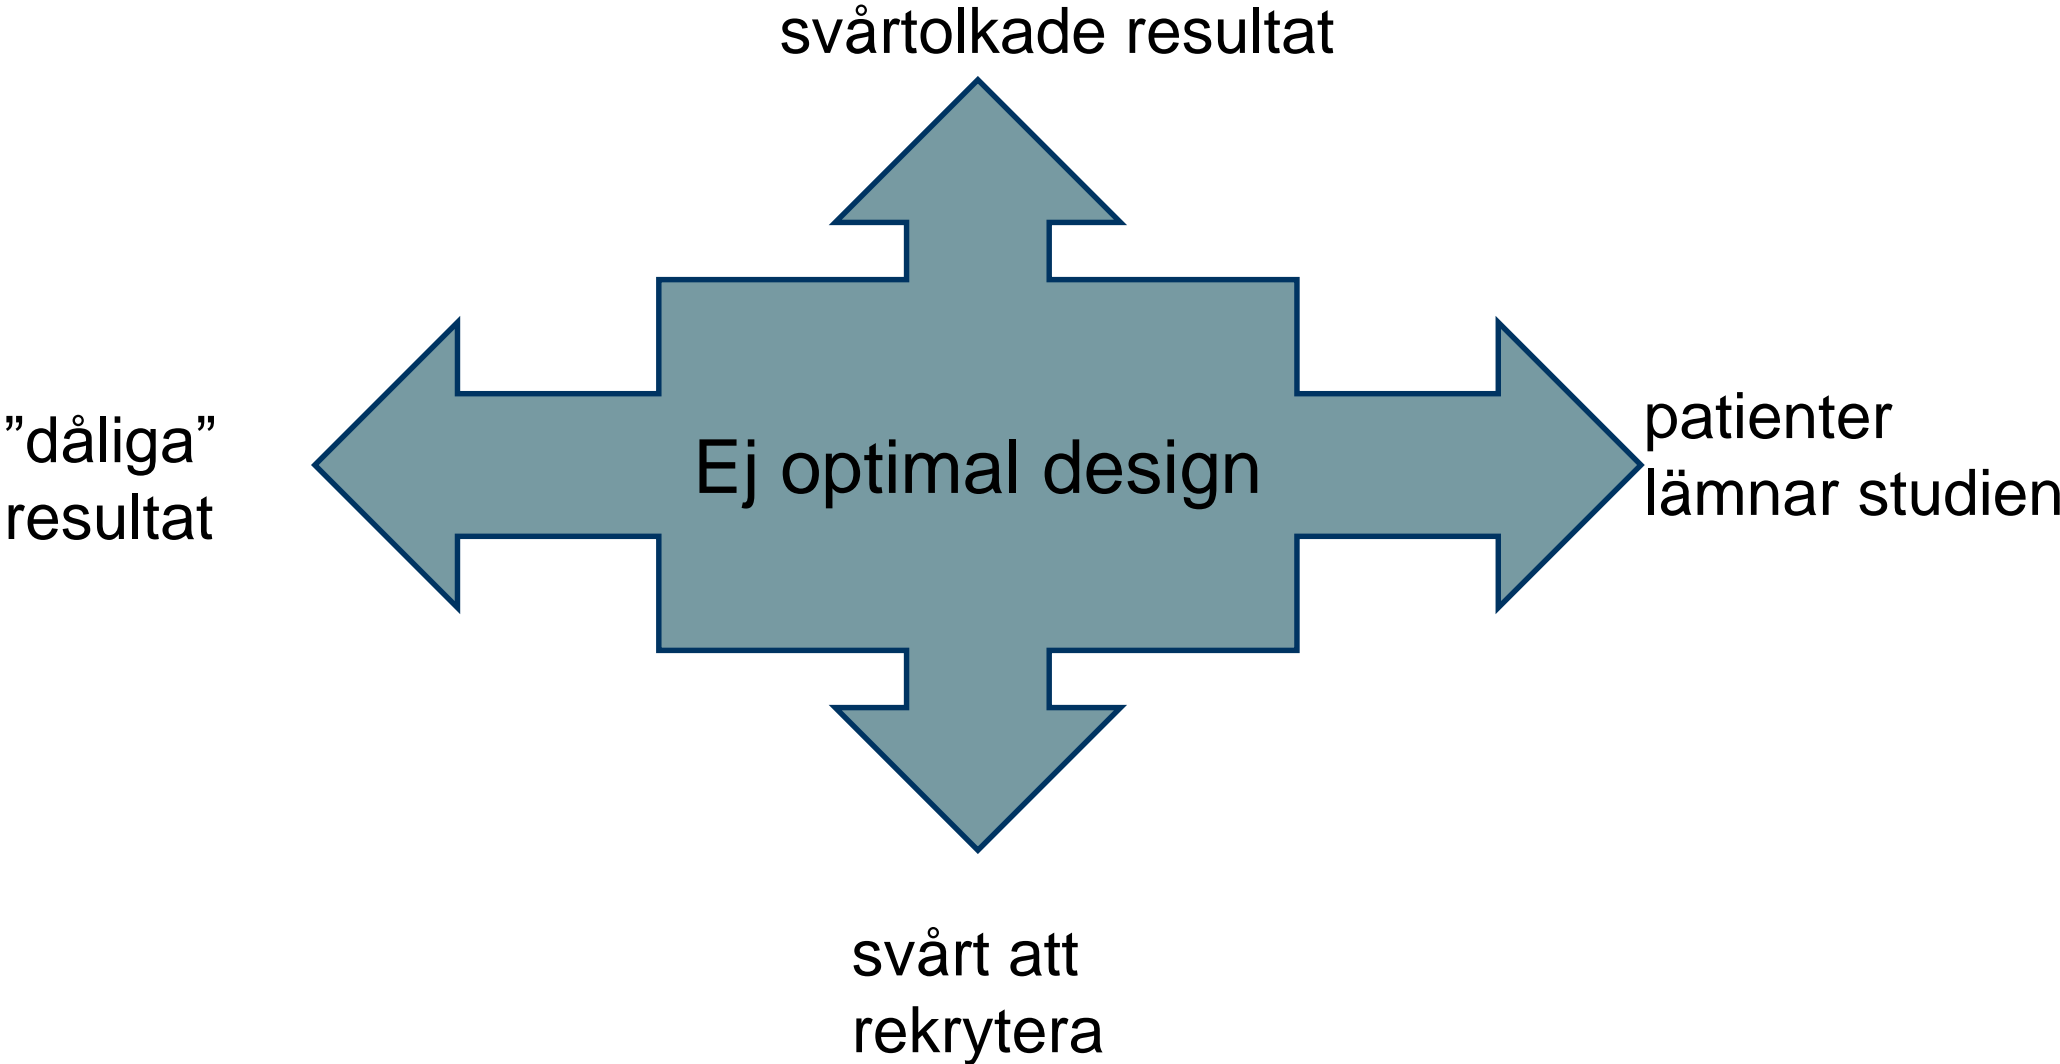 svårtolkade resultat
”dåliga”
resultat
Ej optimal design
patienter
lämnar studien
svårt att
rekrytera